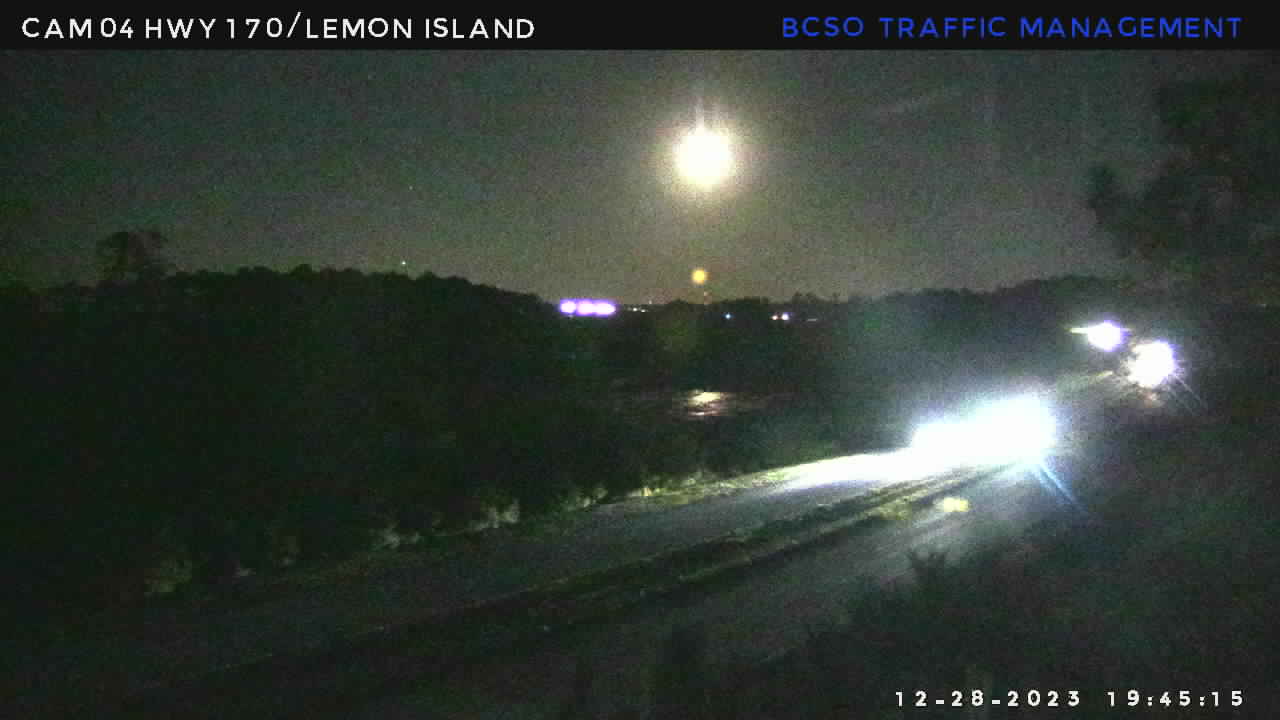 CAM04 HWY 170/LEMON ISLAND
BCSO TRAFFIC MANAGEMENT
12-28-2023 19:45:15